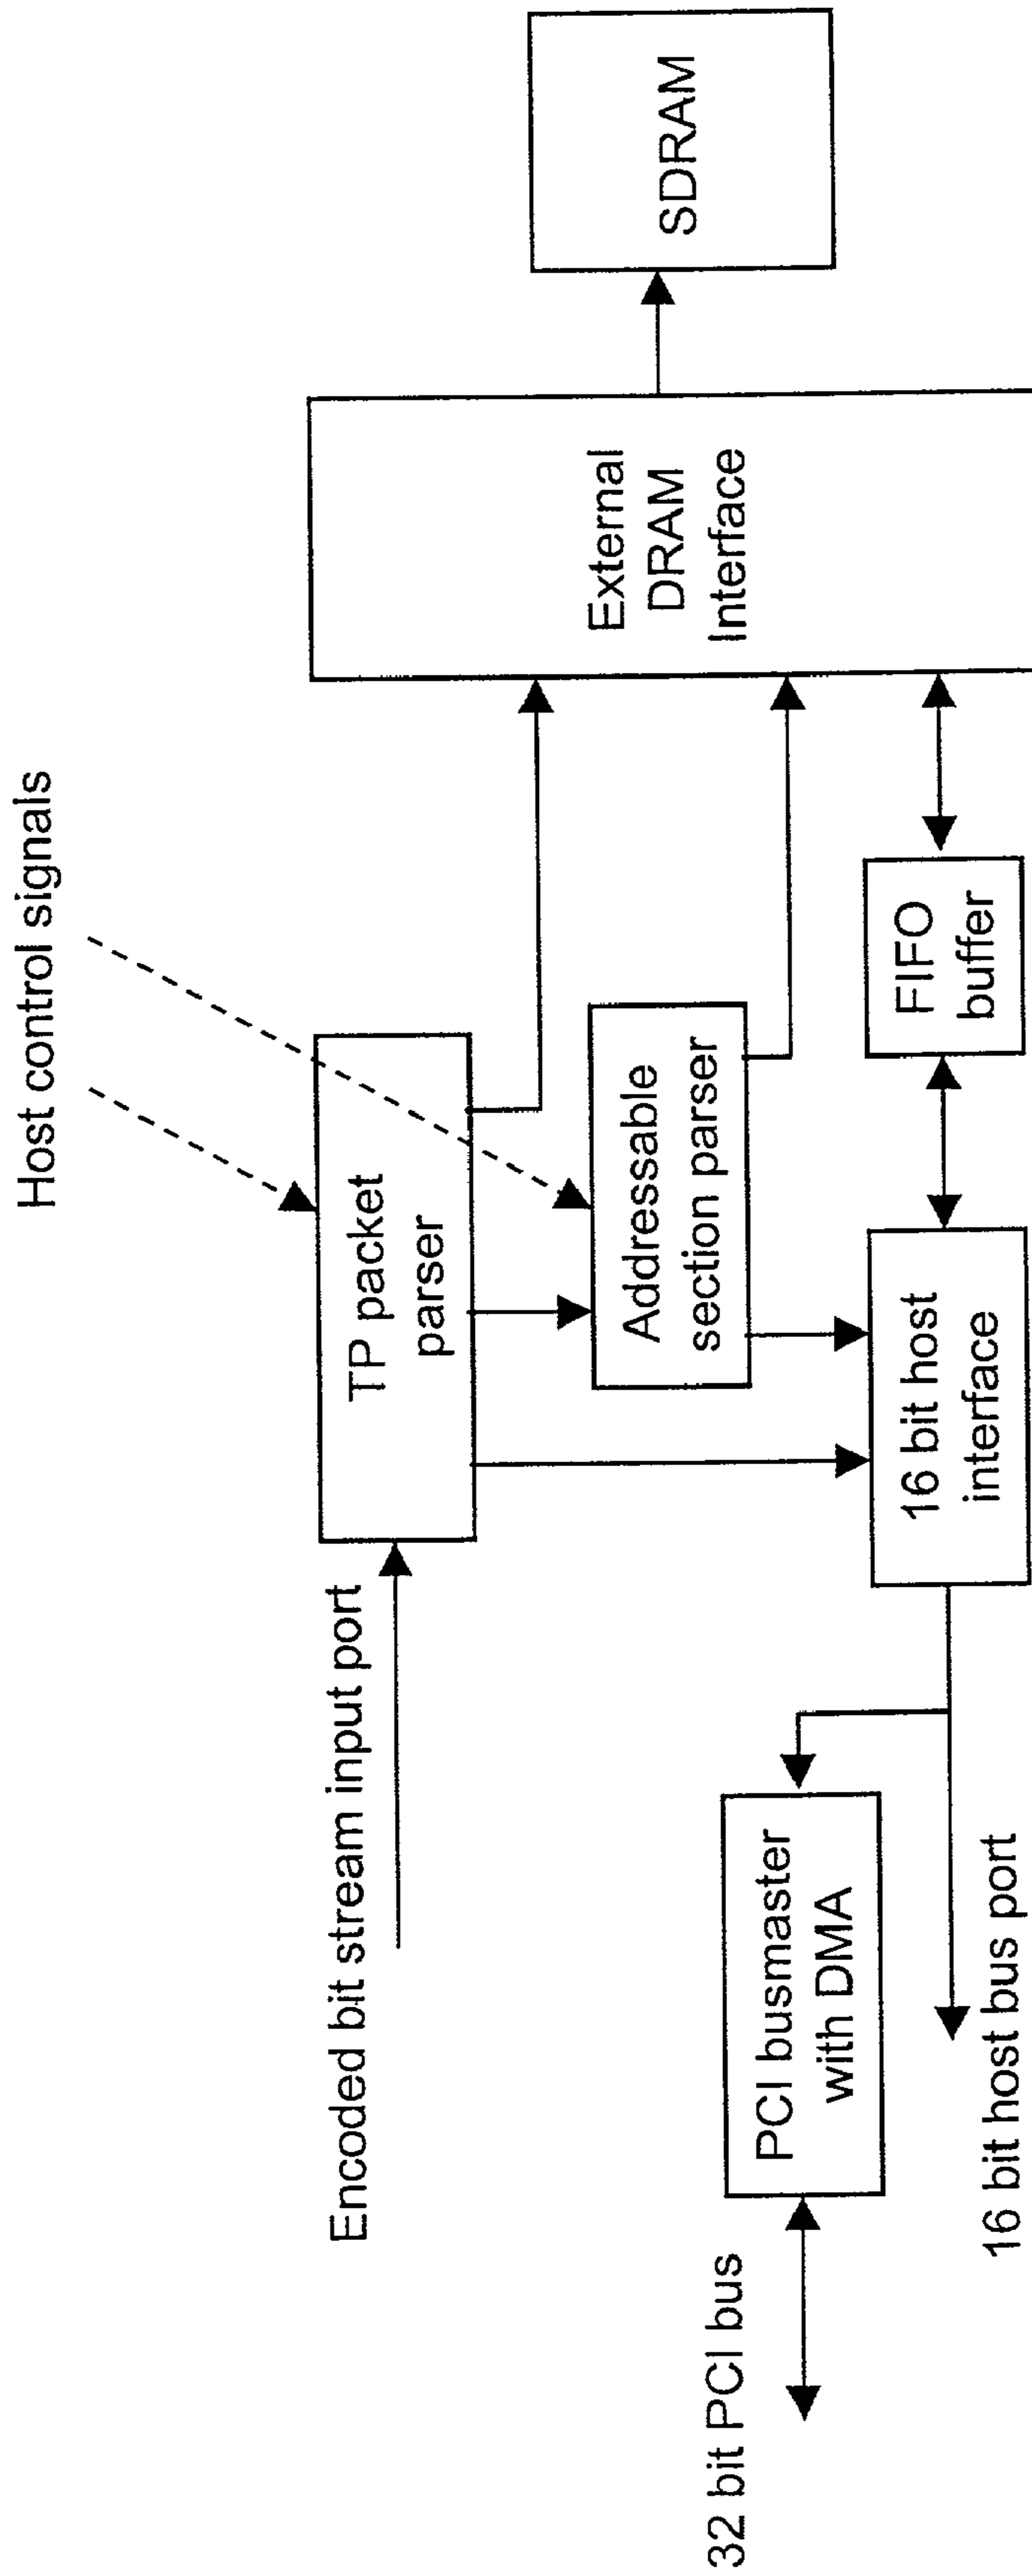 Host control signals
Encoded bit stream input port
TP packet
parser
Addressable
section parser
External
DRAM
Interface
SDRAM
32 bit PCI bus
PCI busmaster
with DMA
16 bit host bus port
16 bit host
interface
FIFO
buffer